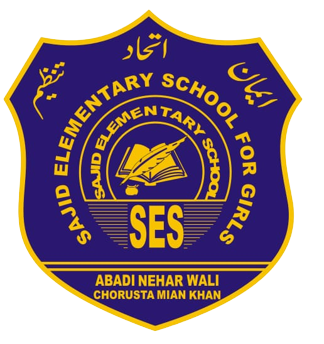 ایمان
اتحاد
تنظیم
SAJID ELEMENTARY SCHOOL FOR GIRLS
SAJID ELEMENTARY SCHOOL
SES
ABADI NEHAR WALI
CHORUSTA MIAN KHAN